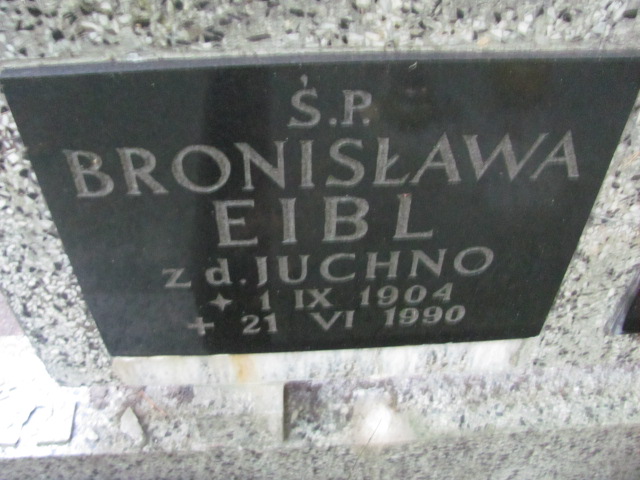 Ś.P.
BRONISŁAWA
EIBL
z d. JUCHNO
✦ 1 IX 1904
+ 21 VI 1990